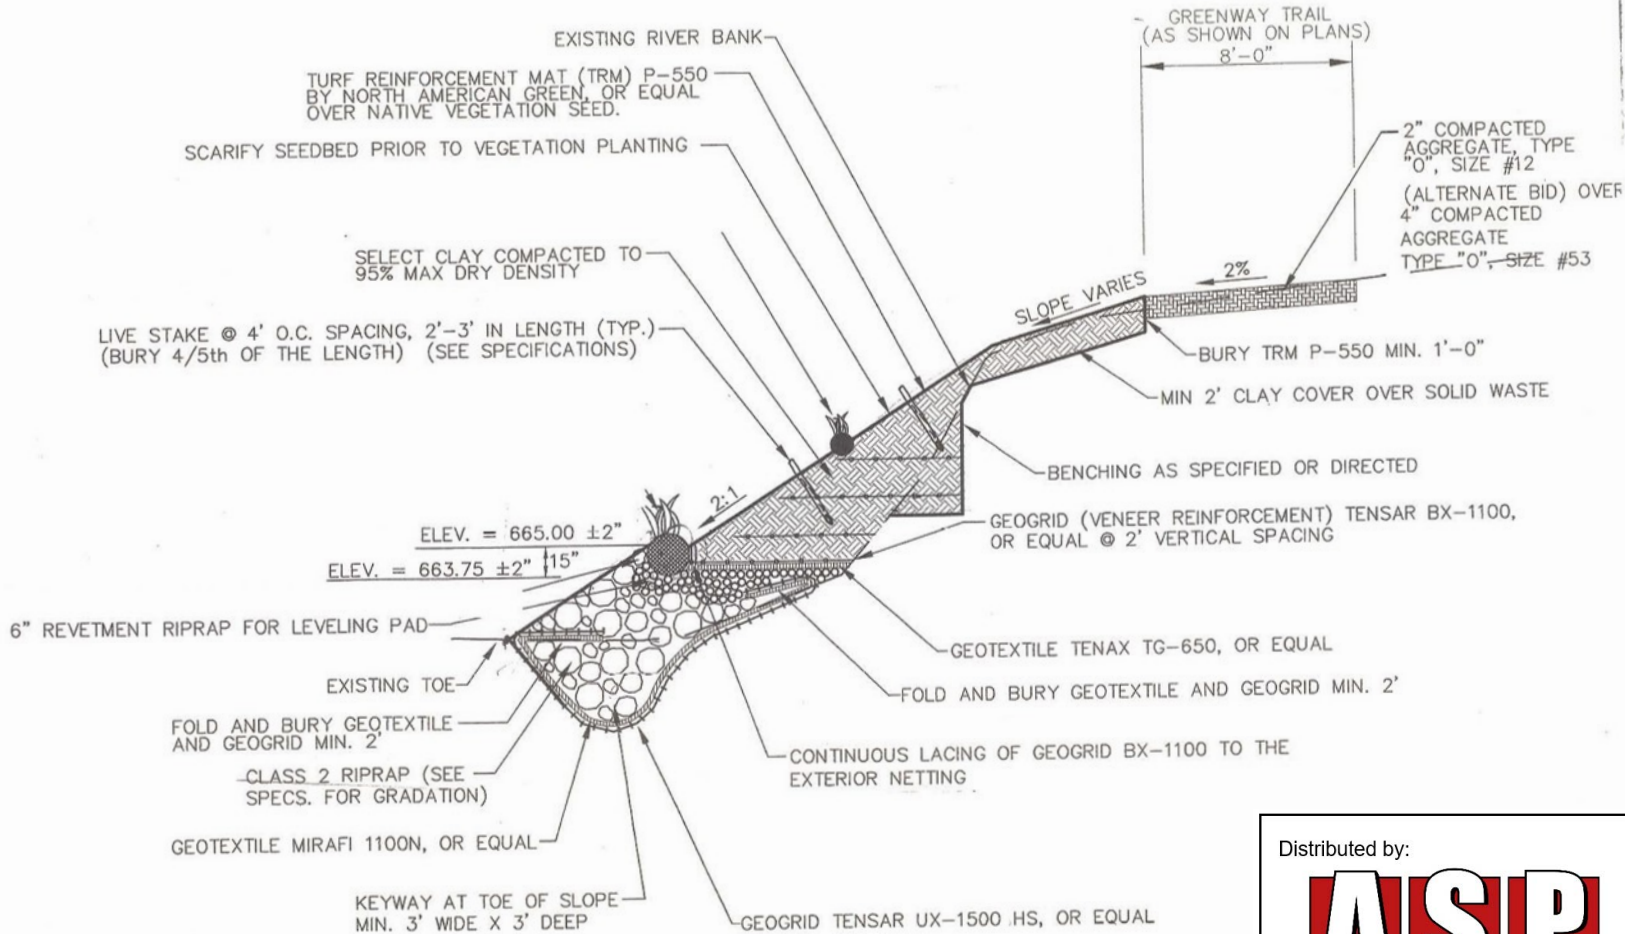 GREENWAY TRAIL
(AS SHOWN ON PLANS)
8'-0"
EXISTING RIVER BANK
TURF REINFORCEMENT MAT (TRM) P-550
BY NORTH AMERICAN GREEN, OR EQUAL
OVER NATIVE VEGETATION SEED.
SCARIFY SEEDBED PRIOR TO VEGETATION PLANTING
2" COMPACTED
AGGREGATE, TYPE
"O", SIZE #12
(ALTERNATE BID) OVER
4" COMPACTED
AGGREGATE
TYPE "O", SIZE #53
SELECT CLAY COMPACTED TO
95% MAX DRY DENSITY
2%
SLOPE VARIES
LIVE STAKE @ 4' O.C. SPACING, 2'-3' IN LENGTH (TYP.)
(BURY 4/5th OF THE LENGTH) (SEE SPECIFICATIONS)
BURY TRM P-550 MIN. 1'-0"
MIN 2' CLAY COVER OVER SOLID WASTE
BENCHING AS SPECIFIED OR DIRECTED
2:1
GEOGRID (VENEER REINFORCEMENT) TENSAR BX-1100,
OR EQUAL @ 2' VERTICAL SPACING
ELEV. = 665.00 ±2"
15"
ELEV. = 663.75 ±2"
6" REVETMENT RIPRAP FOR LEVELING PAD
GEOTEXTILE TENAX TG-650, OR EQUAL
EXISTING TOE
FOLD AND BURY GEOTEXTILE AND GEOGRID MIN. 2'
FOLD AND BURY GEOTEXTILE
AND GEOGRID MIN. 2'
CONTINUOUS LACING OF GEOGRID BX-1100 TO THE
EXTERIOR NETTING
CLASS 2 RIPRAP (SEE
SPECS. FOR GRADATION)
GEOTEXTILE MIRAFI 1100N, OR EQUAL
KEYWAY AT TOE OF SLOPE
MIN. 3' WIDE X 3' DEEP
GEOGRID TENSAR UX-1500 HS, OR EQUAL
Distributed by:
ASP